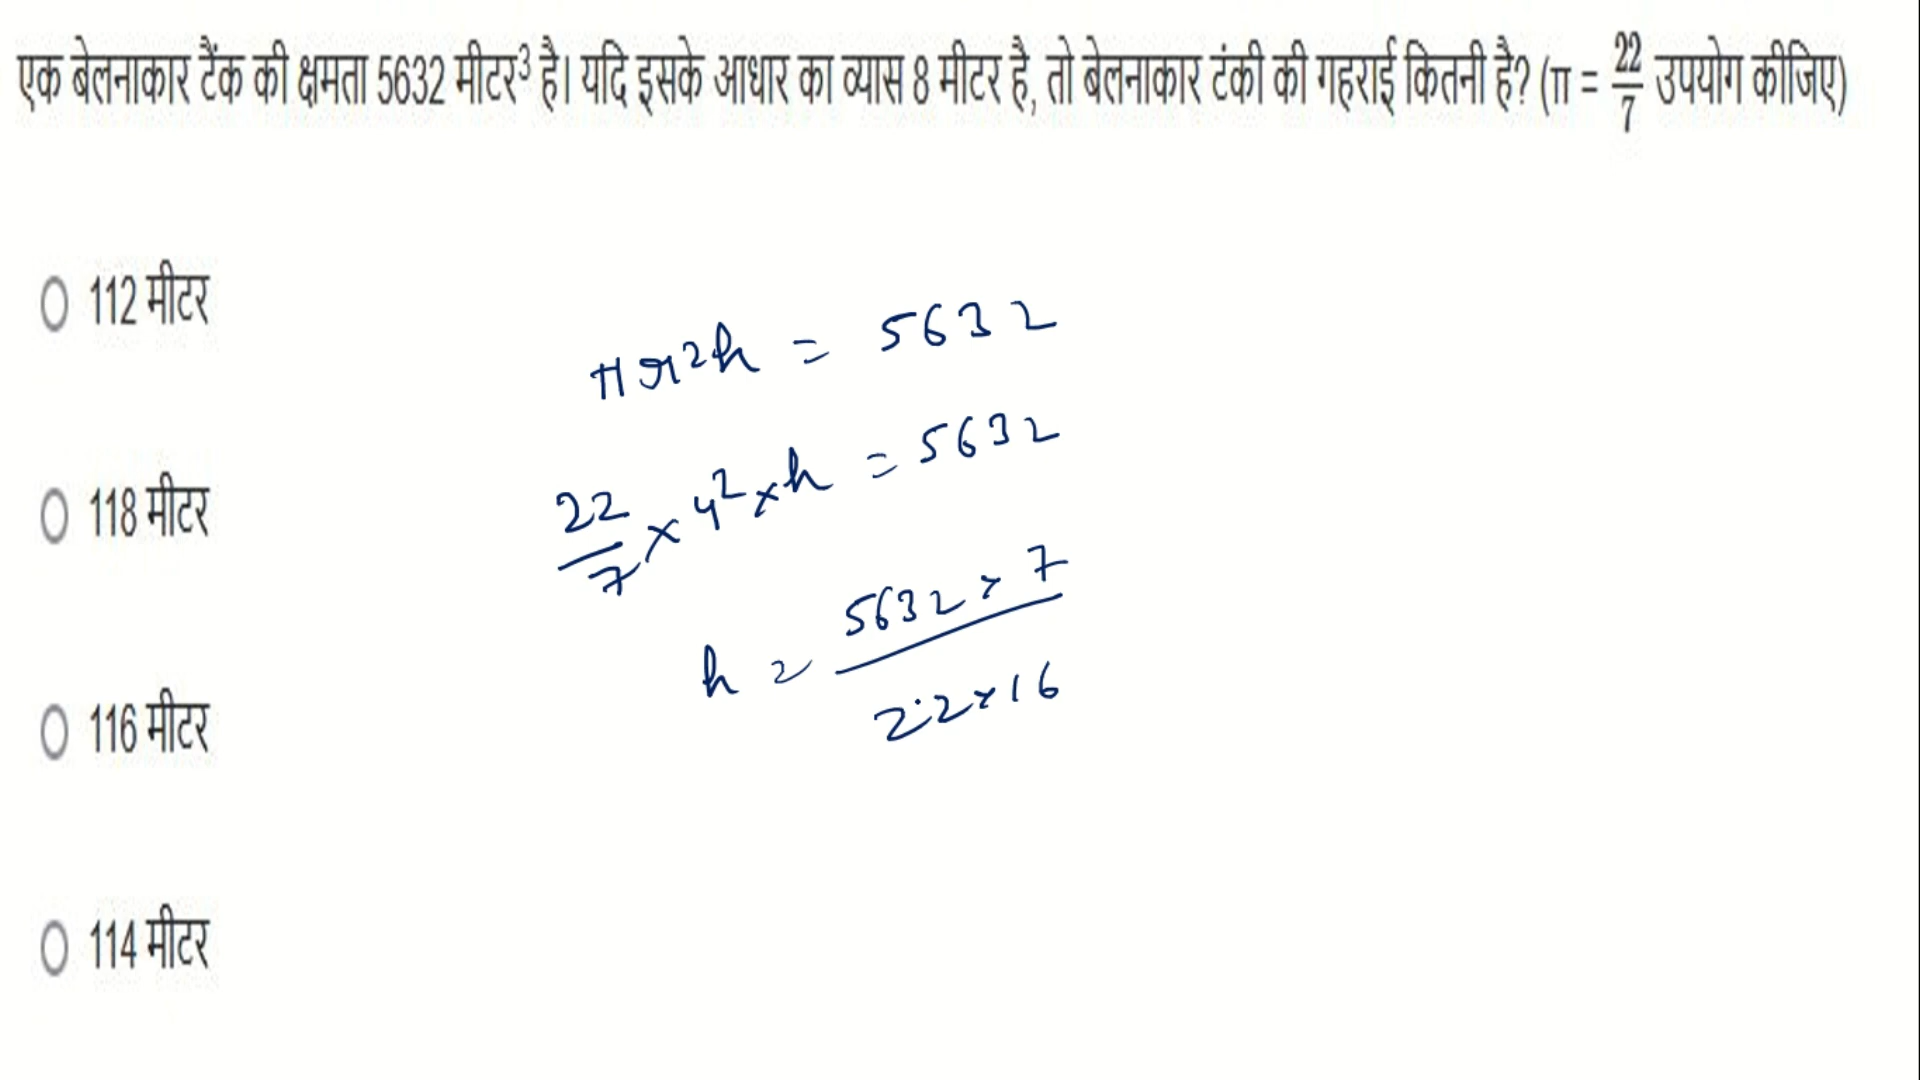 एक बेलनाकार टैंक की क्षमता 5632 मीटर³ है। यदि इसके आधार का व्यास 8 मीटर है, तो बेलनाकार टंकी की गहराई कितनी है? (π = 22/7 उपयोग कीजिए)
112 मीटर
118 मीटर
116 मीटर
114 मीटर
πr²h = 5632
22/7 × 4² × h = 5632
h = 5632 × 7 / 22 × 16